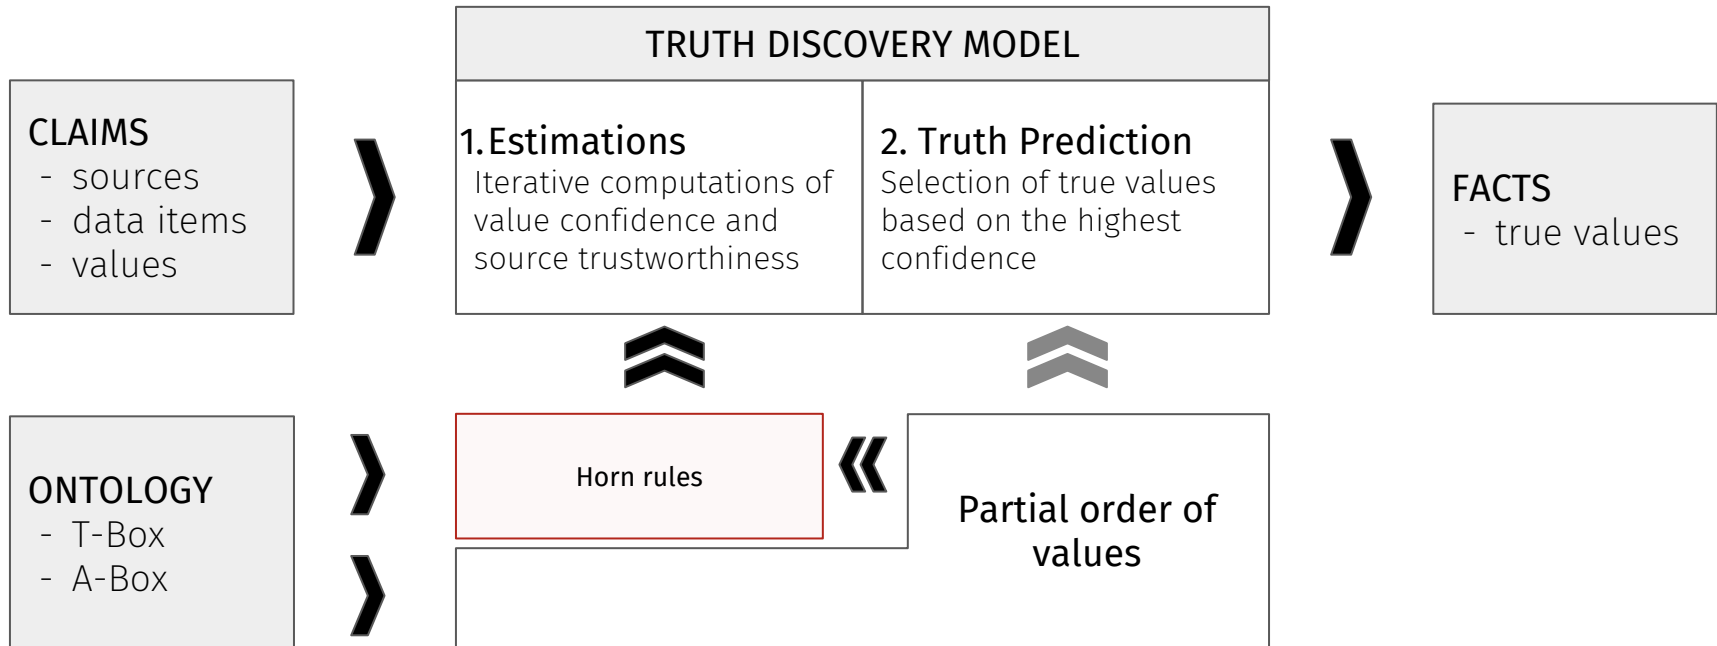 TRUTH DISCOVERY MODEL
CLAIMS
- sources
- data items
- values
1.Estimations
Iterative computations of
value confidence and
source trustworthiness
2. Truth Prediction
Selection of true values
based on the highest
confidence
FACTS
- true values
ONTOLOGY
- T-Box
- A-Box
Horn rules
Partial order of
values